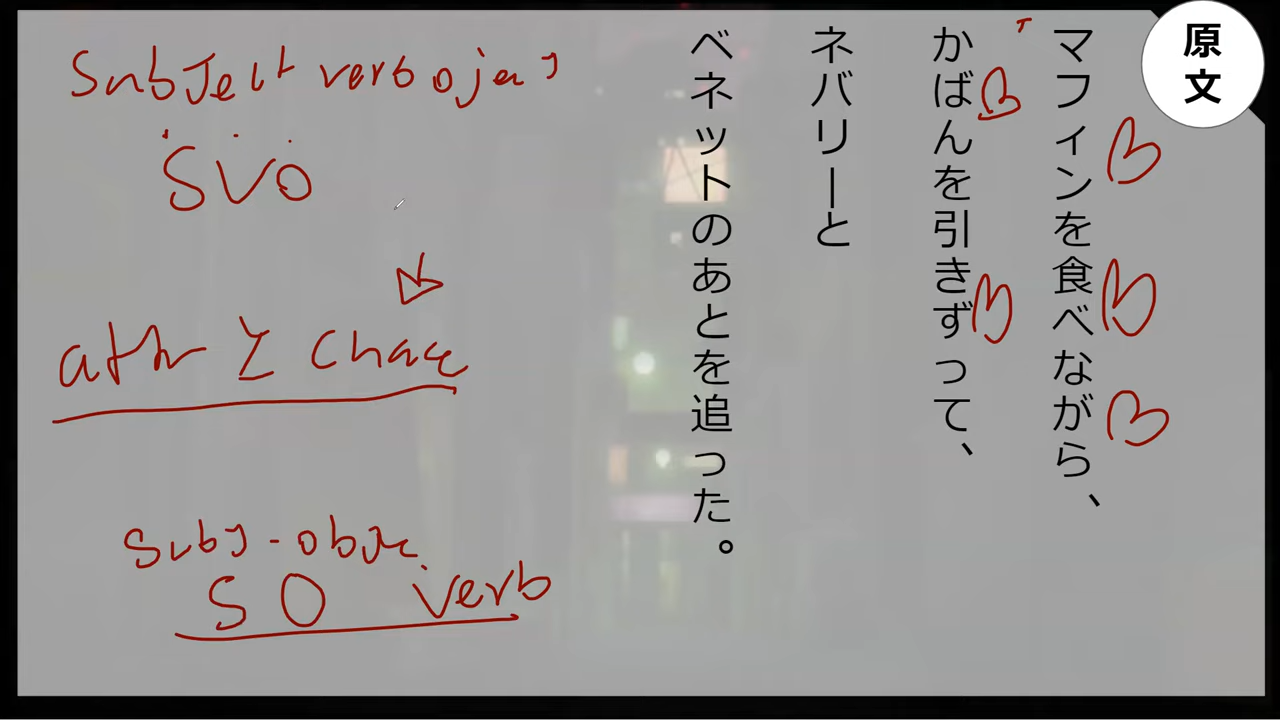 原文
マフィンを食べながら、
かばんを引きずって、
ネバリーと
ベネットのあとを追った。
Subject verb
SVO
S O verb